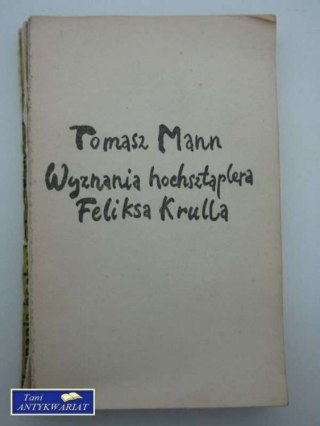 Tomasz Mann
Wyznania hochsztaplera
Feliksa Krulla
Tani
ANTYKWARIAT